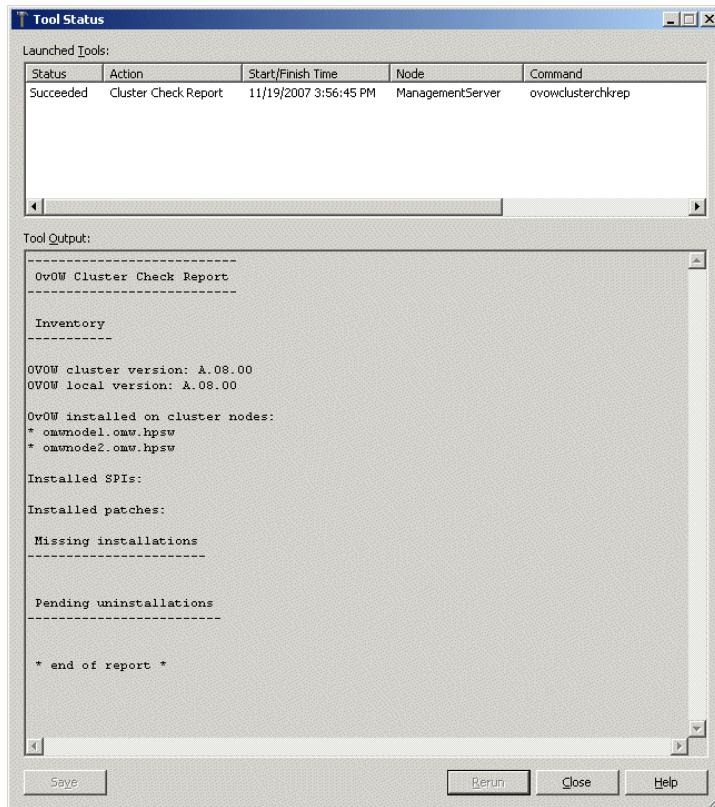 Tool Status
Launched Tools:
Status Action Start/Finish Time Node Command
Succeeded Cluster Check Report 11/19/2007 3:56:45 PM ManagementServer ovowclusterchkrep
Tool Output:
---------------------------
OvOW Cluster Check Report
---------------------------
Inventory
-----------
OVOW cluster version: A.08.00
OVOW local version: A.08.00
OvOW installed on cluster nodes:
* omwnode1.omw.hpsw
* omwnode2.omw.hpsw
Installed SPIs:
Installed patches:
Missing installations
-----------------------
Pending uninstallations
-------------------------
* end of report *
Save Rerun Close Help